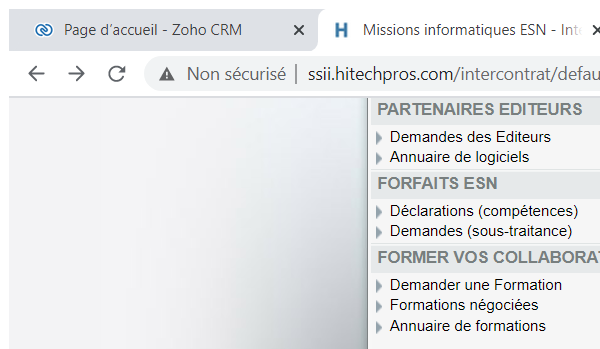 Page d'accueil - Zoho CRM
Missions informatiques ESN - Inte
Non sécurisé | ssii.hitechpros.com/intercontrat/defau
PARTENAIRES EDITEURS
Demandes des Editeurs
Annuaire de logiciels
FORFAITS ESN
Déclarations (compétences)
Demandes (sous-traitance)
FORMER VOS COLLABORAT
Demander une Formation
Formations négociées
Annuaire de formations